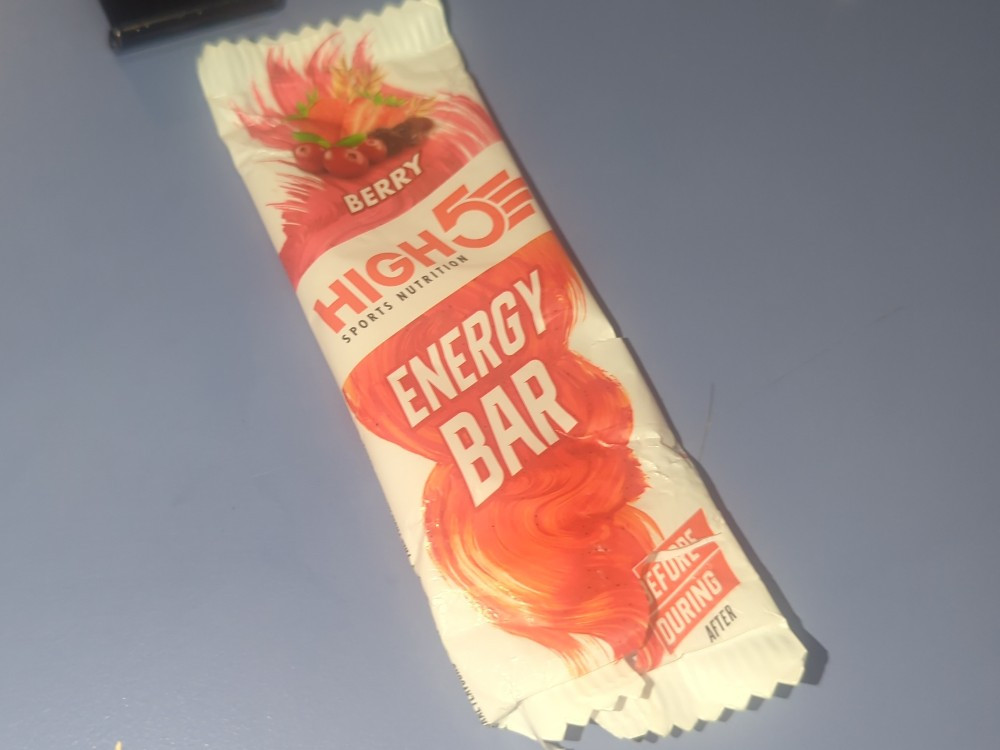 BERRY
HIGH5
SPORTS NUTRITION
ENERGY
BAR
BEFORE
DURING
AFTER